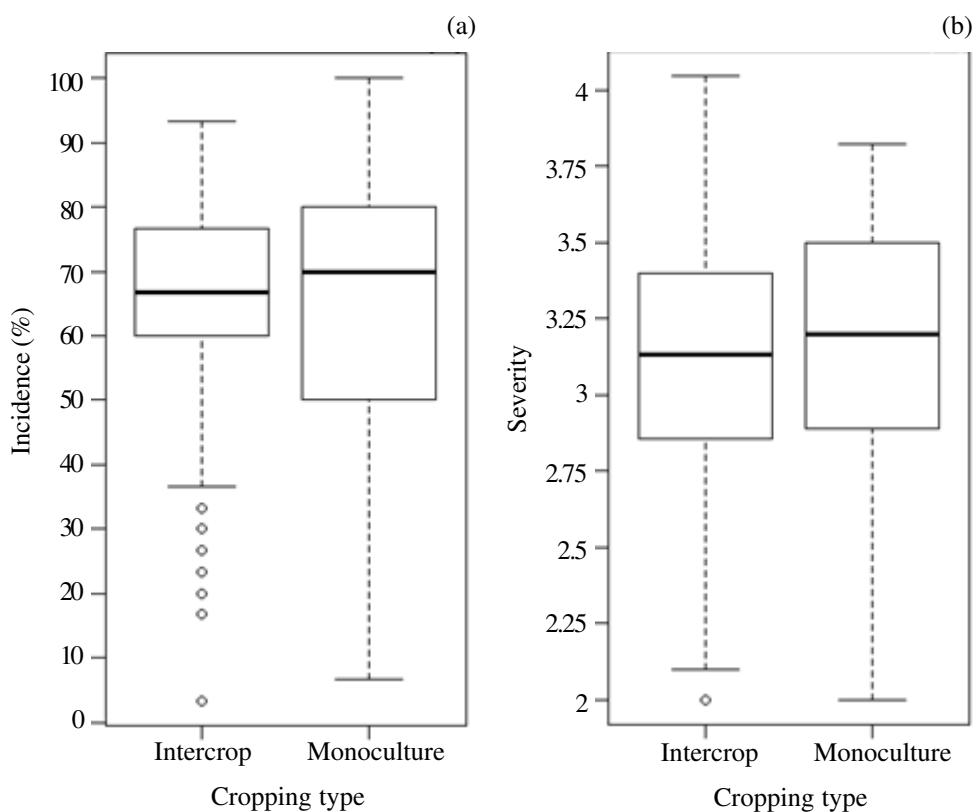 (a)
Incidence (%)
100
90
80
70
60
50
40
30
20
10
0
Intercrop Monoculture
Cropping type
(b)
Severity
4
3.75
3.5
3.25
3
2.75
2.5
2.25
2
Intercrop Monoculture
Cropping type